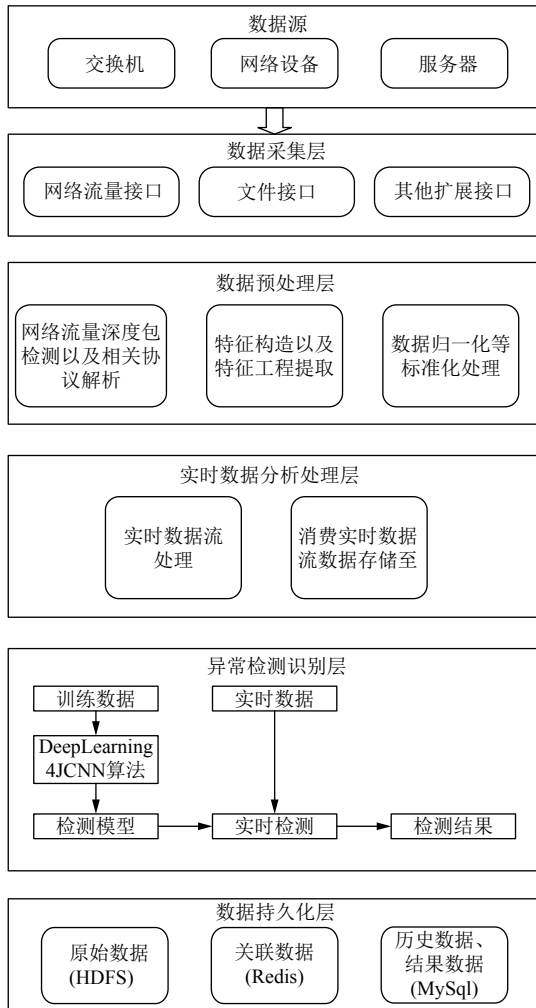 数据源
交换机
网络设备
服务器
数据采集层
网络流量接口
文件接口
其他扩展接口
数据预处理层
网络流量深度包
检测以及相关协
议解析
特征构造以及
特征工程提取
数据归一化等
标准化处理
实时数据分析处理层
实时数据流
处理
消费实时数据
流数据存储至
异常检测识别层
训练数据
实时数据
DeepLearning
4JCNN算法
检测模型
实时检测
检测结果
数据持久化层
原始数据
(HDFS)
关联数据
(Redis)
历史数据、
结果数据
(MySql)